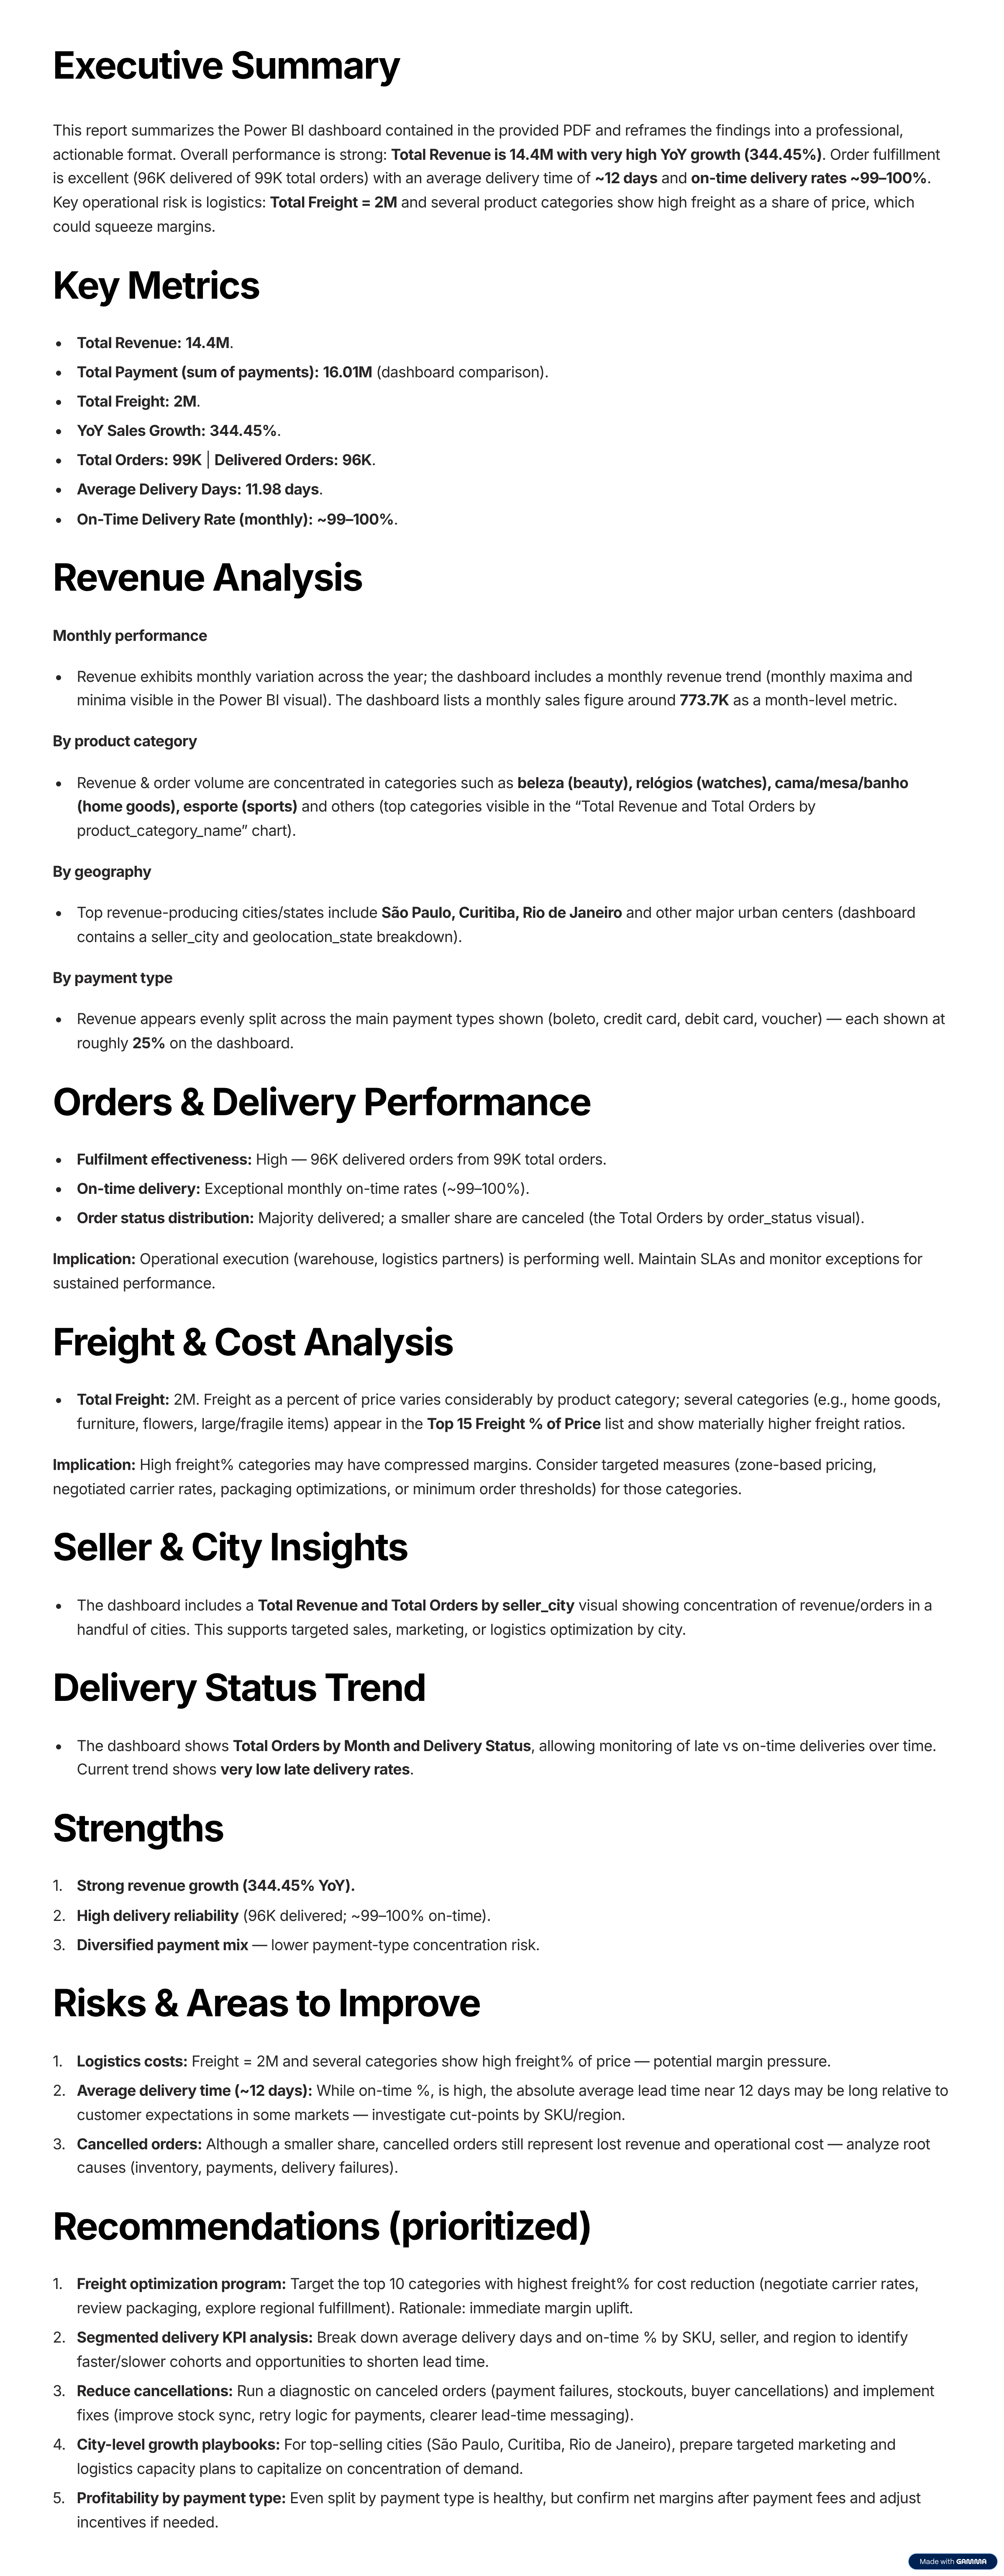 Executive Summary
This report summarizes the Power BI dashboard contained in the provided PDF and reframes the findings into a professional,
actionable format. Overall performance is strong: Total Revenue is 14.4M with very high YoY growth (344.45%). Order fulfillment
is excellent (96K delivered of 99K total orders) with an average delivery time of ~12 days and on-time delivery rates ~99–100%.
Key operational risk is logistics: Total Freight = 2M and several product categories show high freight as a share of price, which
could squeeze margins.
Key Metrics
• Total Revenue: 14.4M.
• Total Payment (sum of payments): 16.01M (dashboard comparison).
• Total Freight: 2M.
• YoY Sales Growth: 344.45%.
• Total Orders: 99K | Delivered Orders: 96K.
• Average Delivery Days: 11.98 days.
• On-Time Delivery Rate (monthly): ~99–100%.
Revenue Analysis
Monthly performance
• Revenue exhibits monthly variation across the year; the dashboard includes a monthly revenue trend (monthly maxima and
minima visible in the Power BI visual). The dashboard lists a monthly sales figure around 773.7K as a month-level metric.
By product category
• Revenue & order volume are concentrated in categories such as beleza (beauty), relógios (watches), cama/mesa/banho
(home goods), esporte (sports) and others (top categories visible in the “Total Revenue and Total Orders by
product_category_name” chart).
By geography
• Top revenue-producing cities/states include São Paulo, Curitiba, Rio de Janeiro and other major urban centers (dashboard
contains a seller_city and geolocation_state breakdown).
By payment type
• Revenue appears evenly split across the main payment types shown (boleto, credit card, debit card, voucher) — each shown at
roughly 25% on the dashboard.
Orders & Delivery Performance
• Fulfilment effectiveness: High — 96K delivered orders from 99K total orders.
• On-time delivery: Exceptional monthly on-time rates (~99–100%).
• Order status distribution: Majority delivered; a smaller share are canceled (the Total Orders by order_status visual).
Implication: Operational execution (warehouse, logistics partners) is performing well. Maintain SLAs and monitor exceptions for
sustained performance.
Freight & Cost Analysis
• Total Freight: 2M. Freight as a percent of price varies considerably by product category; several categories (e.g., home goods,
furniture, flowers, large/fragile items) appear in the Top 15 Freight % of Price list and show materially higher freight ratios.
Implication: High freight% categories may have compressed margins. Consider targeted measures (zone-based pricing,
negotiated carrier rates, packaging optimizations, or minimum order thresholds) for those categories.
Seller & City Insights
• The dashboard includes a Total Revenue and Total Orders by seller_city visual showing concentration of revenue/orders in a
handful of cities. This supports targeted sales, marketing, or logistics optimization by city.
Delivery Status Trend
• The dashboard shows Total Orders by Month and Delivery Status, allowing monitoring of late vs on-time deliveries over time.
Current trend shows very low late delivery rates.
Strengths
1. Strong revenue growth (344.45% YoY).
2. High delivery reliability (96K delivered; ~99–100% on-time).
3. Diversified payment mix — lower payment-type concentration risk.
Risks & Areas to Improve
1. Logistics costs: Freight = 2M and several categories show high freight% of price — potential margin pressure.
2. Average delivery time (~12 days): While on-time %, is high, the absolute average lead time near 12 days may be long relative to
customer expectations in some markets — investigate cut-points by SKU/region.
3. Cancelled orders: Although a smaller share, cancelled orders still represent lost revenue and operational cost — analyze root
causes (inventory, payments, delivery failures).
Recommendations (prioritized)
1. Freight optimization program: Target the top 10 categories with highest freight% for cost reduction (negotiate carrier rates,
review packaging, explore regional fulfillment). Rationale: immediate margin uplift.
2. Segmented delivery KPI analysis: Break down average delivery days and on-time % by SKU, seller, and region to identify
faster/slower cohorts and opportunities to shorten lead time.
3. Reduce cancellations: Run a diagnostic on canceled orders (payment failures, stockouts, buyer cancellations) and implement
fixes (improve stock sync, retry logic for payments, clearer lead-time messaging).
4. City-level growth playbooks: For top-selling cities (São Paulo, Curitiba, Rio de Janeiro), prepare targeted marketing and
logistics capacity plans to capitalize on concentration of demand.
5. Profitability by payment type: Even split by payment type is healthy, but confirm net margins after payment fees and adjust
incentives if needed.
Made with GAMMA